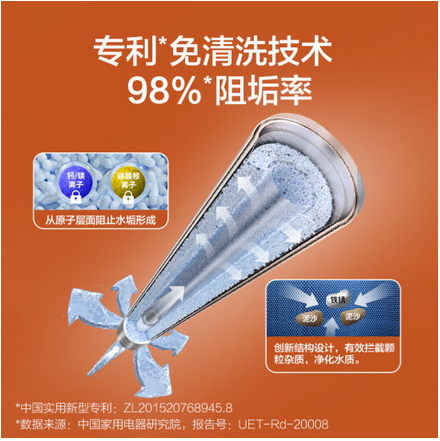 专利*免清洗技术
98%*阻垢率
钙/镁
离子
碳酸根
离子
从原子层面阻止水垢形成
铁锈
泥沙
泥沙
创新结构设计，有效拦截颗
粒杂质，净化水质。
*中国实用新型专利：ZL201520768945.8
*数据来源：中国家用电器研究院，报告号：UET-Rd-20008